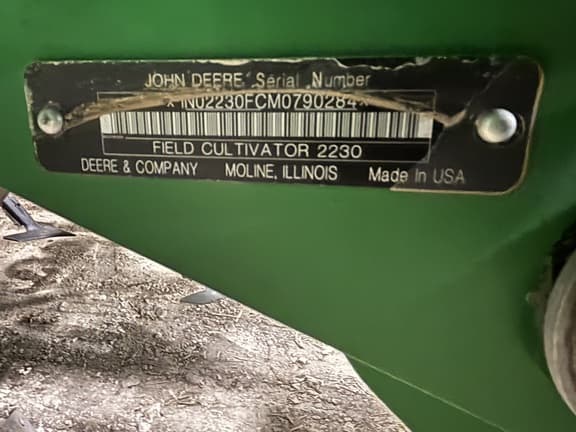 JOHN DEERE Serial Number
*1N02230FCM0790284*
FIELD CULTIVATOR 2230
DEERE & COMPANY MOLINE, ILLINOIS Made In USA